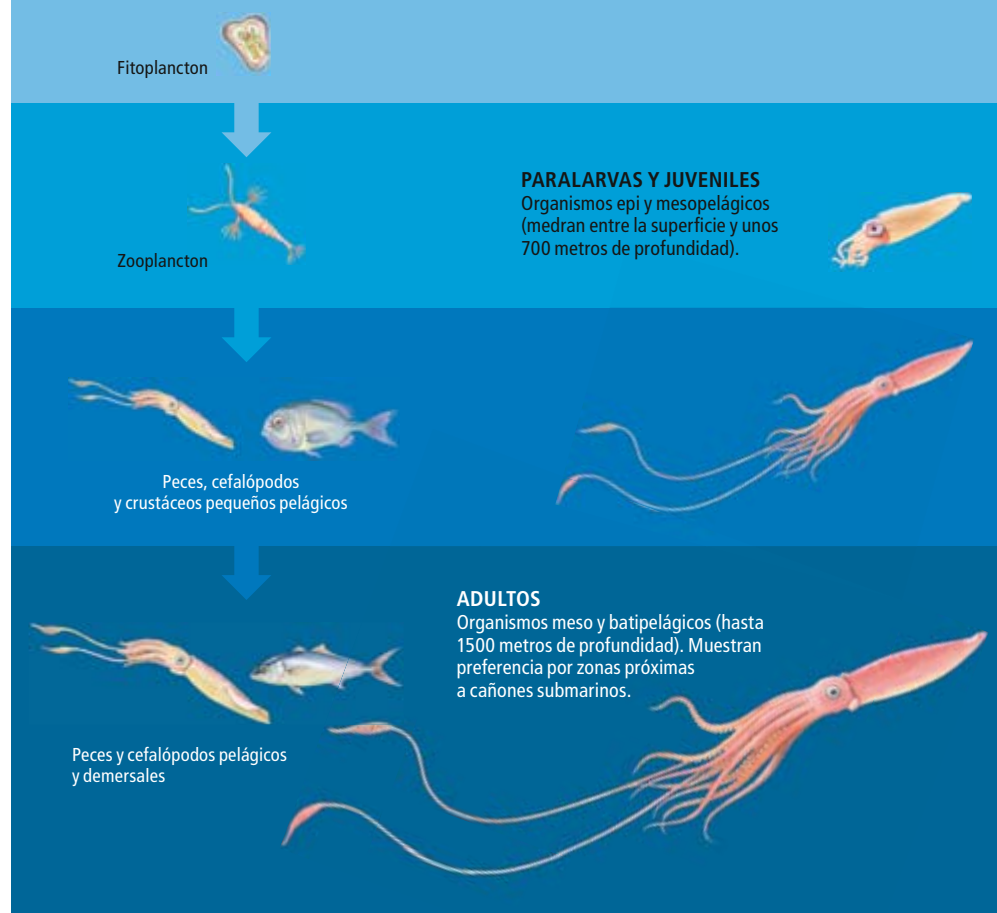 Fitoplancton
Zooplancton
PARALARVAS Y JUVENILES
Organismos epi y mesopelágicos
(medran entre la superficie y unos
700 metros de profundidad).
Peces, cefalópodos
y crustáceos pequeños pelágicos
ADULTOS
Organismos meso y batipelágicos (hasta
1500 metros de profundidad). Muestran
preferencia por zonas próximas
a cañones submarinos.
Peces y cefalópodos pelágicos
y demersales